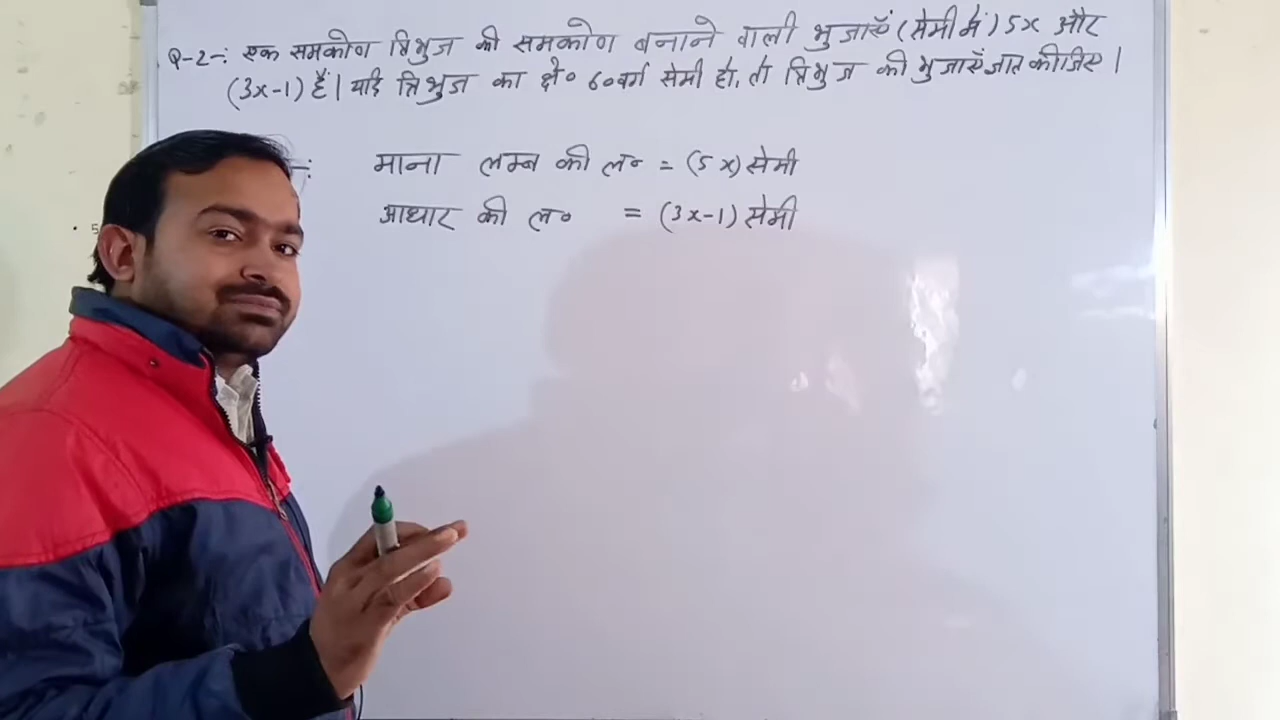 Q-2-: एक समकोण त्रिभुज की समकोण बनाने वाली भुजाएँ (सेमी में) 5x और
(3x-1) हैं। यदि त्रिभुज का क्षे० 60 वर्ग सेमी हो, तो त्रिभुज की भुजाएँ ज्ञात कीजिए।
-: माना लम्ब की ल० = (5x) सेमी
आधार की ल० = (3x-1) सेमी